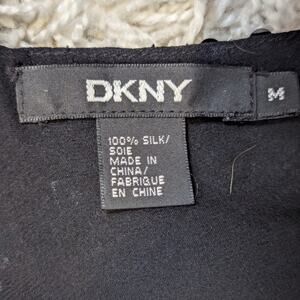 DKNY
M
100% SILK/
SOIE
MADE IN
CHINA/
FABRIQUE
EN CHINE